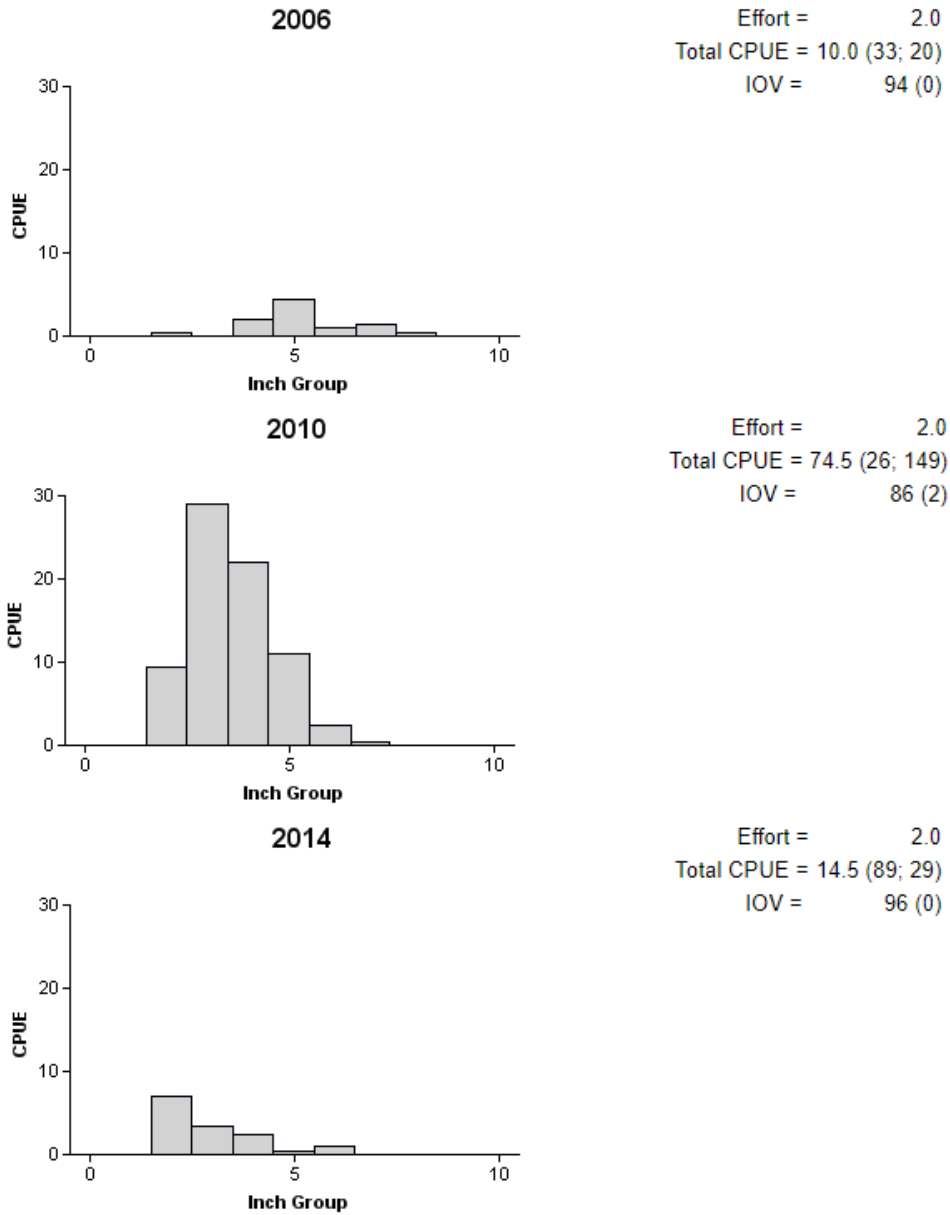 2006
Effort = 2.0
Total CPUE = 10.0 (33; 20)
IOV = 94 (0)
30
20
10
0
CPUE
0 5 10
Inch Group
2010
Effort = 2.0
Total CPUE = 74.5 (26; 149)
IOV = 86 (2)
30
20
10
0
CPUE
0 5 10
Inch Group
2014
Effort = 2.0
Total CPUE = 14.5 (89; 29)
IOV = 96 (0)
30
20
10
0
CPUE
0 5 10
Inch Group